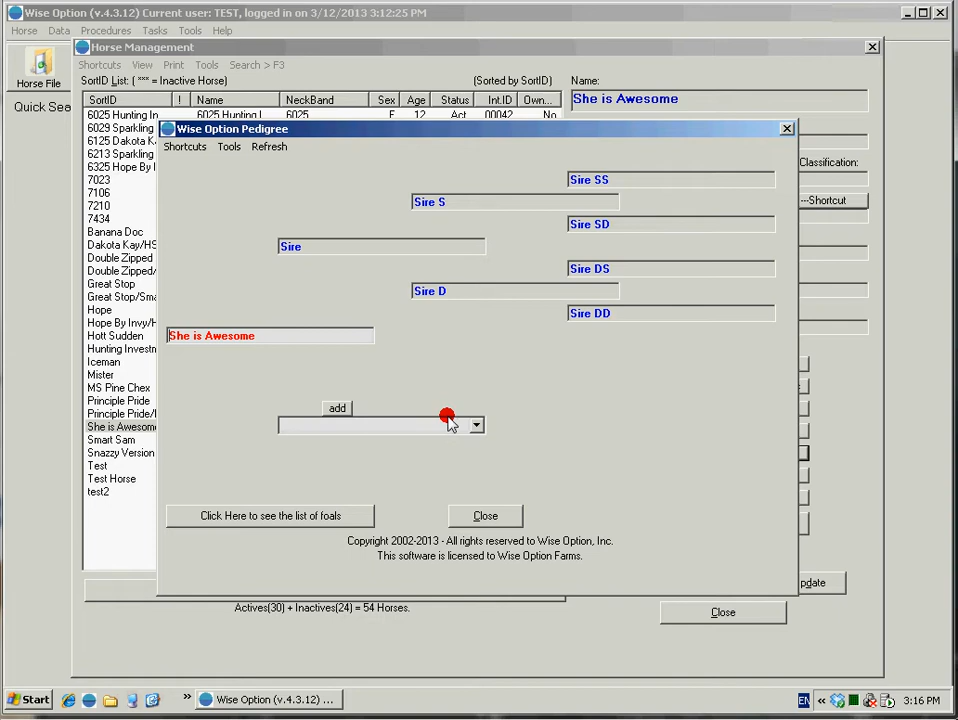 Wise Option (v.4.3.12) Current user: TEST, logged in on 3/12/2013 3:12:25 PM
Horse Data Procedures Tasks Tools Help
Horse File
Quick Sea
Horse Management
Shortcuts View Print Tools Search > F3
SortID List: ( *** = Inactive Horse)
(Sorted by SortID)
Name:
She is Awesome
SortID ! Name NeckBand Sex Age Status Int.ID Own...
6025 Hunting In 6025 Hunting I... 6025 F 12 Act 00042 No
6029 Sparkling
6125 Dakota K
6213 Sparkling
6325 Hope By I
7023
7106
7210
7434
Banana Doc
Dakota Kay/HS
Double Zipped
Double Zipped/
Great Stop
Great Stop/Sma
Hope
Hope By Invy/H
Hott Sudden
Hunting Investm
Iceman
Mister
MS Pine Chex
Principle Pride
Principle Pride/
She is Awesome
Smart Sam
Snazzy Version
Test
Test Horse
test2
Classification:
---Shortcut
Wise Option Pedigree
Shortcuts Tools Refresh
Sire SS
Sire S
Sire SD
Sire
Sire DS
Sire D
Sire DD
She is Awesome
add
Click Here to see the list of foals
Close
Copyright 2002-2013 - All rights reserved to Wise Option, Inc.
This software is licensed to Wise Option Farms.
pdate
Actives(30) + Inactives(24) = 54 Horses.
Close
Start
»
Wise Option (v.4.3.12) ...
EN
«
3:16 PM